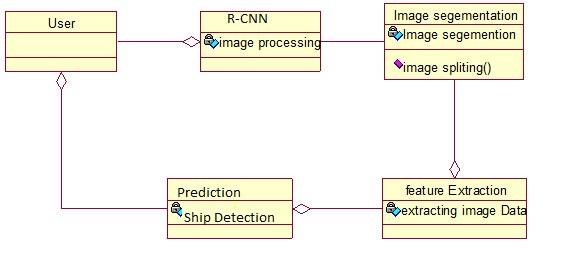 User
R-CNN
image processing
Image segementation
Image segemention
image spliting()
Prediction
Ship Detection
feature Extraction
extracting image Data